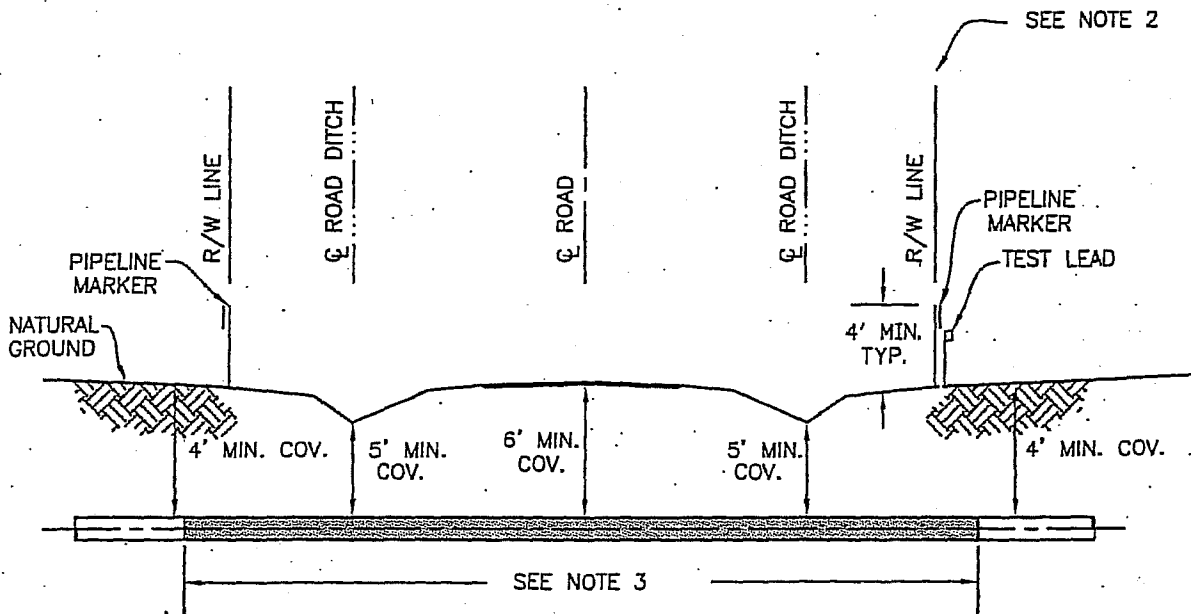 SEE NOTE 2
R/W LINE
℄ ROAD DITCH
℄ ROAD
℄ ROAD DITCH
R/W LINE
PIPELINE
MARKER
TEST LEAD
PIPELINE
MARKER
NATURAL
GROUND
4' MIN.
TYP.
4' MIN. COV.
5' MIN.
COV.
6' MIN.
COV.
5' MIN.
COV.
4' MIN. COV.
SEE NOTE 3